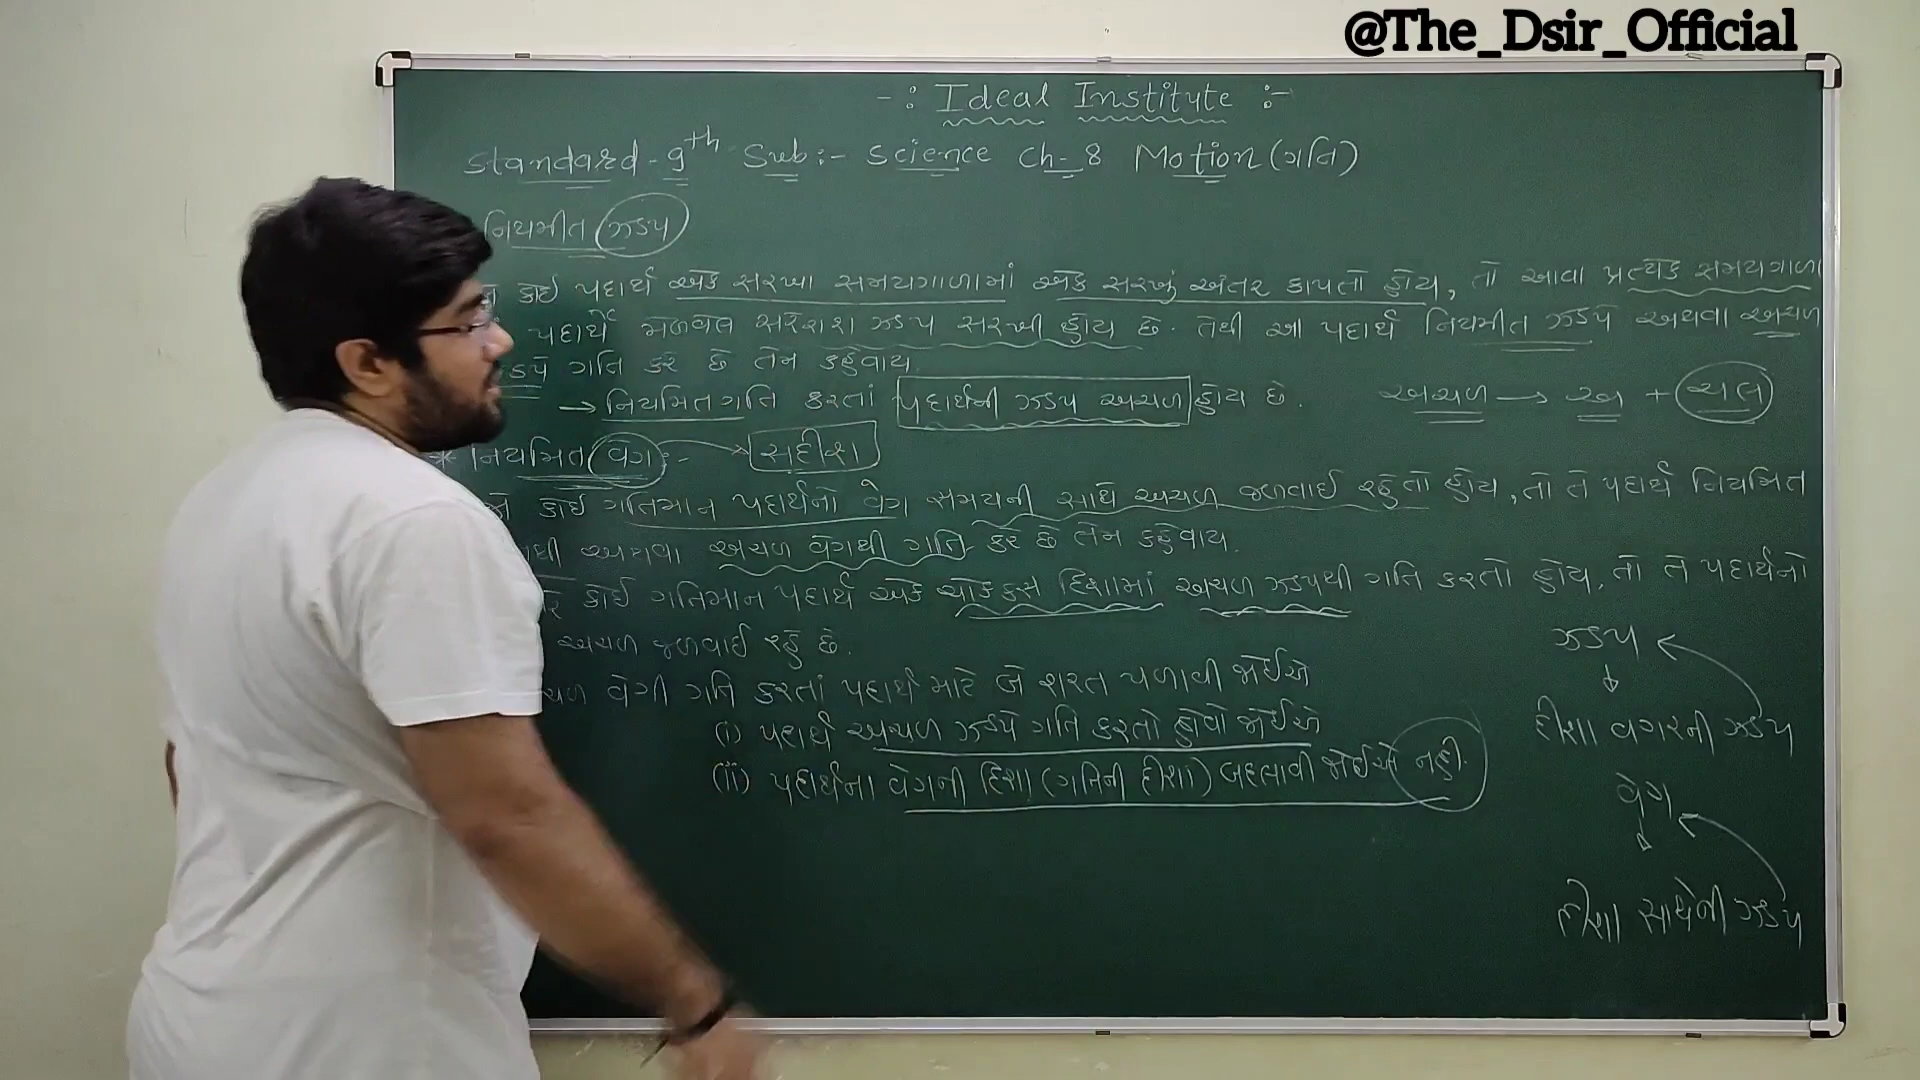 @The_Dsir_Official
-: Ideal Institute :-
Standard-9th Sub:- Science Ch-8 Motion (ગતિ)
નિયમીત ઝડપ
કોઈ પદાર્થ એક સરખા સમયગાળામાં એક સરખું અંતર કાપતો હોય, તો આવા પ્રત્યેક સમયગાળા
પદાર્થે મેળવેલ સરેરાશ ઝડપ સરખી હોય છે. તેથી આ પદાર્થ નિયમીત ઝડપે અથવા અચળ
ઝડપે ગતિ કરે છે તેમ કહેવાય.
→ નિયમિત ગતિ કરતાં પદાર્થની ઝડપ અચળ હોય છે. અચળ → અ + ચલ
* નિયમિત વેગ:- → સદીશ
જો કોઈ ગતિમાન પદાર્થનો વેગ સમયની સાથે અચળ જળવાઈ રહેતો હોય, તો તે પદાર્થ નિયમિત
અથવા અચળ વેગથી ગતિ કરે છે તેમ કહેવાય.
કોઈ ગતિમાન પદાર્થ એક ચોક્કસ દિશામાં અચળ ઝડપથી ગતિ કરતો હોય, તો તે પદાર્થનો
અચળ જળવાઈ રહે છે.
વેગી ગતિ કરતાં પદાર્થ માટે બે શરત પળાવી જોઈએ
(i) પદાર્થ અચળ ઝડપે ગતિ કરતો હોવો જોઈએ
(ii) પદાર્થના વેગની દિશા (ગતિની દીશા) બદલાવી જોઈએ નહી.
ઝડપ
↓
દીશા વગરની ઝડપ
વેગ
↓
દીશા સાથેની ઝડપ